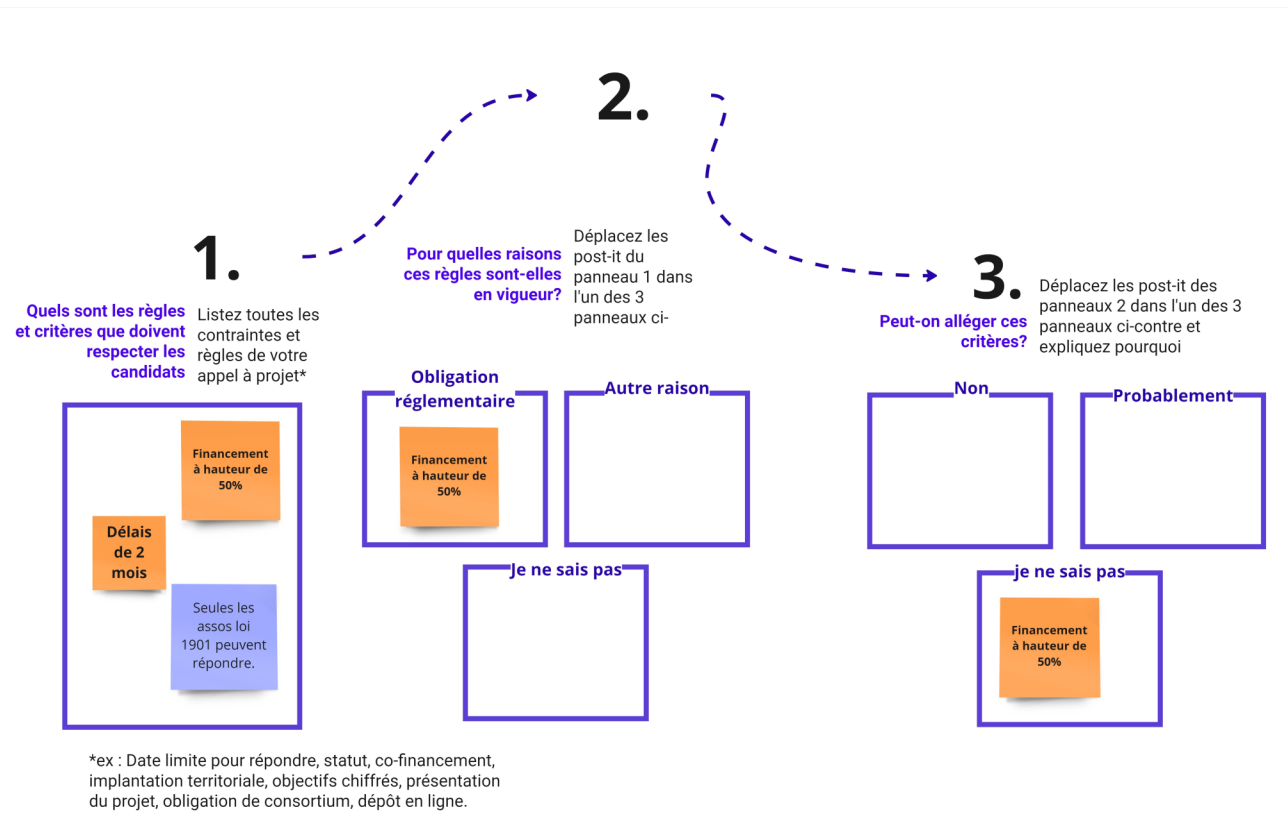 1.
Quels sont les règles
et critères que doivent
respecter les
candidats
Listez toutes les
contraintes et
règles de votre
appel à projet*
Financement
à hauteur de
50%
Délais
de 2
mois
Seules les
assos loi
1901 peuvent
répondre.
*ex : Date limite pour répondre, statut, co-financement,
implantation territoriale, objectifs chiffrés, présentation
du projet, obligation de consortium, dépôt en ligne.
2.
Pour quelles raisons
ces règles sont-elles
en vigueur?
Déplacez les
post-it du
panneau 1 dans
l'un des 3
panneaux ci-
Obligation
réglementaire
Financement
à hauteur de
50%
Autre raison
Je ne sais pas
3.
Peut-on alléger ces
critères?
Déplacez les post-it des
panneaux 2 dans l'un des 3
panneaux ci-contre et
expliquez pourquoi
Non
Probablement
je ne sais pas
Financement
à hauteur de
50%